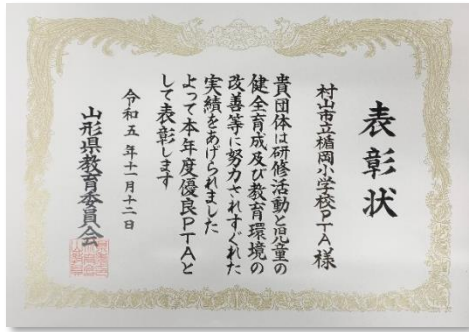 表彰状
村山市立楯岡小学校PTA 様
貴団体は研修活動と児童の
健全育成及び教育環境の
改善等に努力されすぐれた
実績をあげられました
よって本年度優良PTAと
して表彰します
令和五年十一月十二日
山形県教育委員会